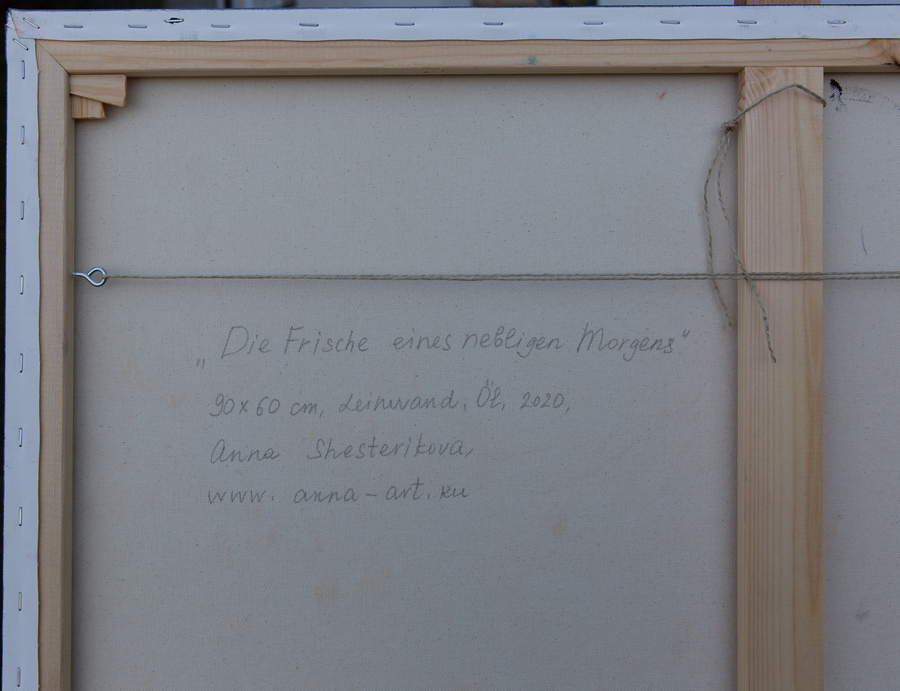 „Die Frische eines nebligen Morgens“
90x60 cm, Leinwand, Öl, 2020,
Anna Shesterikova,
www.anna-art.ru